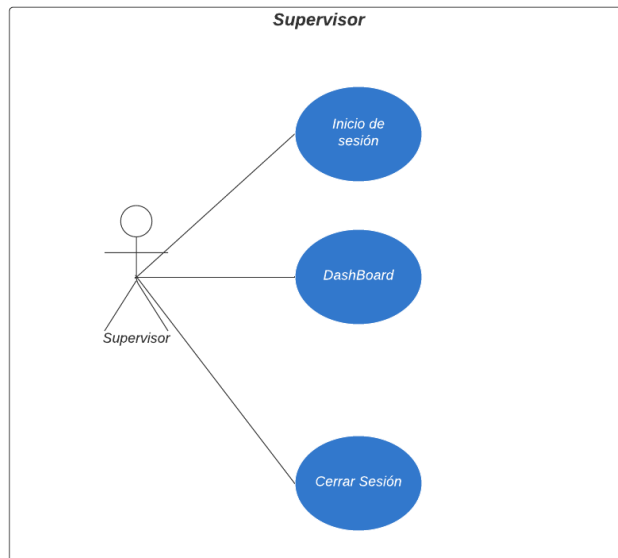 Supervisor
Inicio de
sesión
DashBoard
Supervisor
Cerrar Sesión